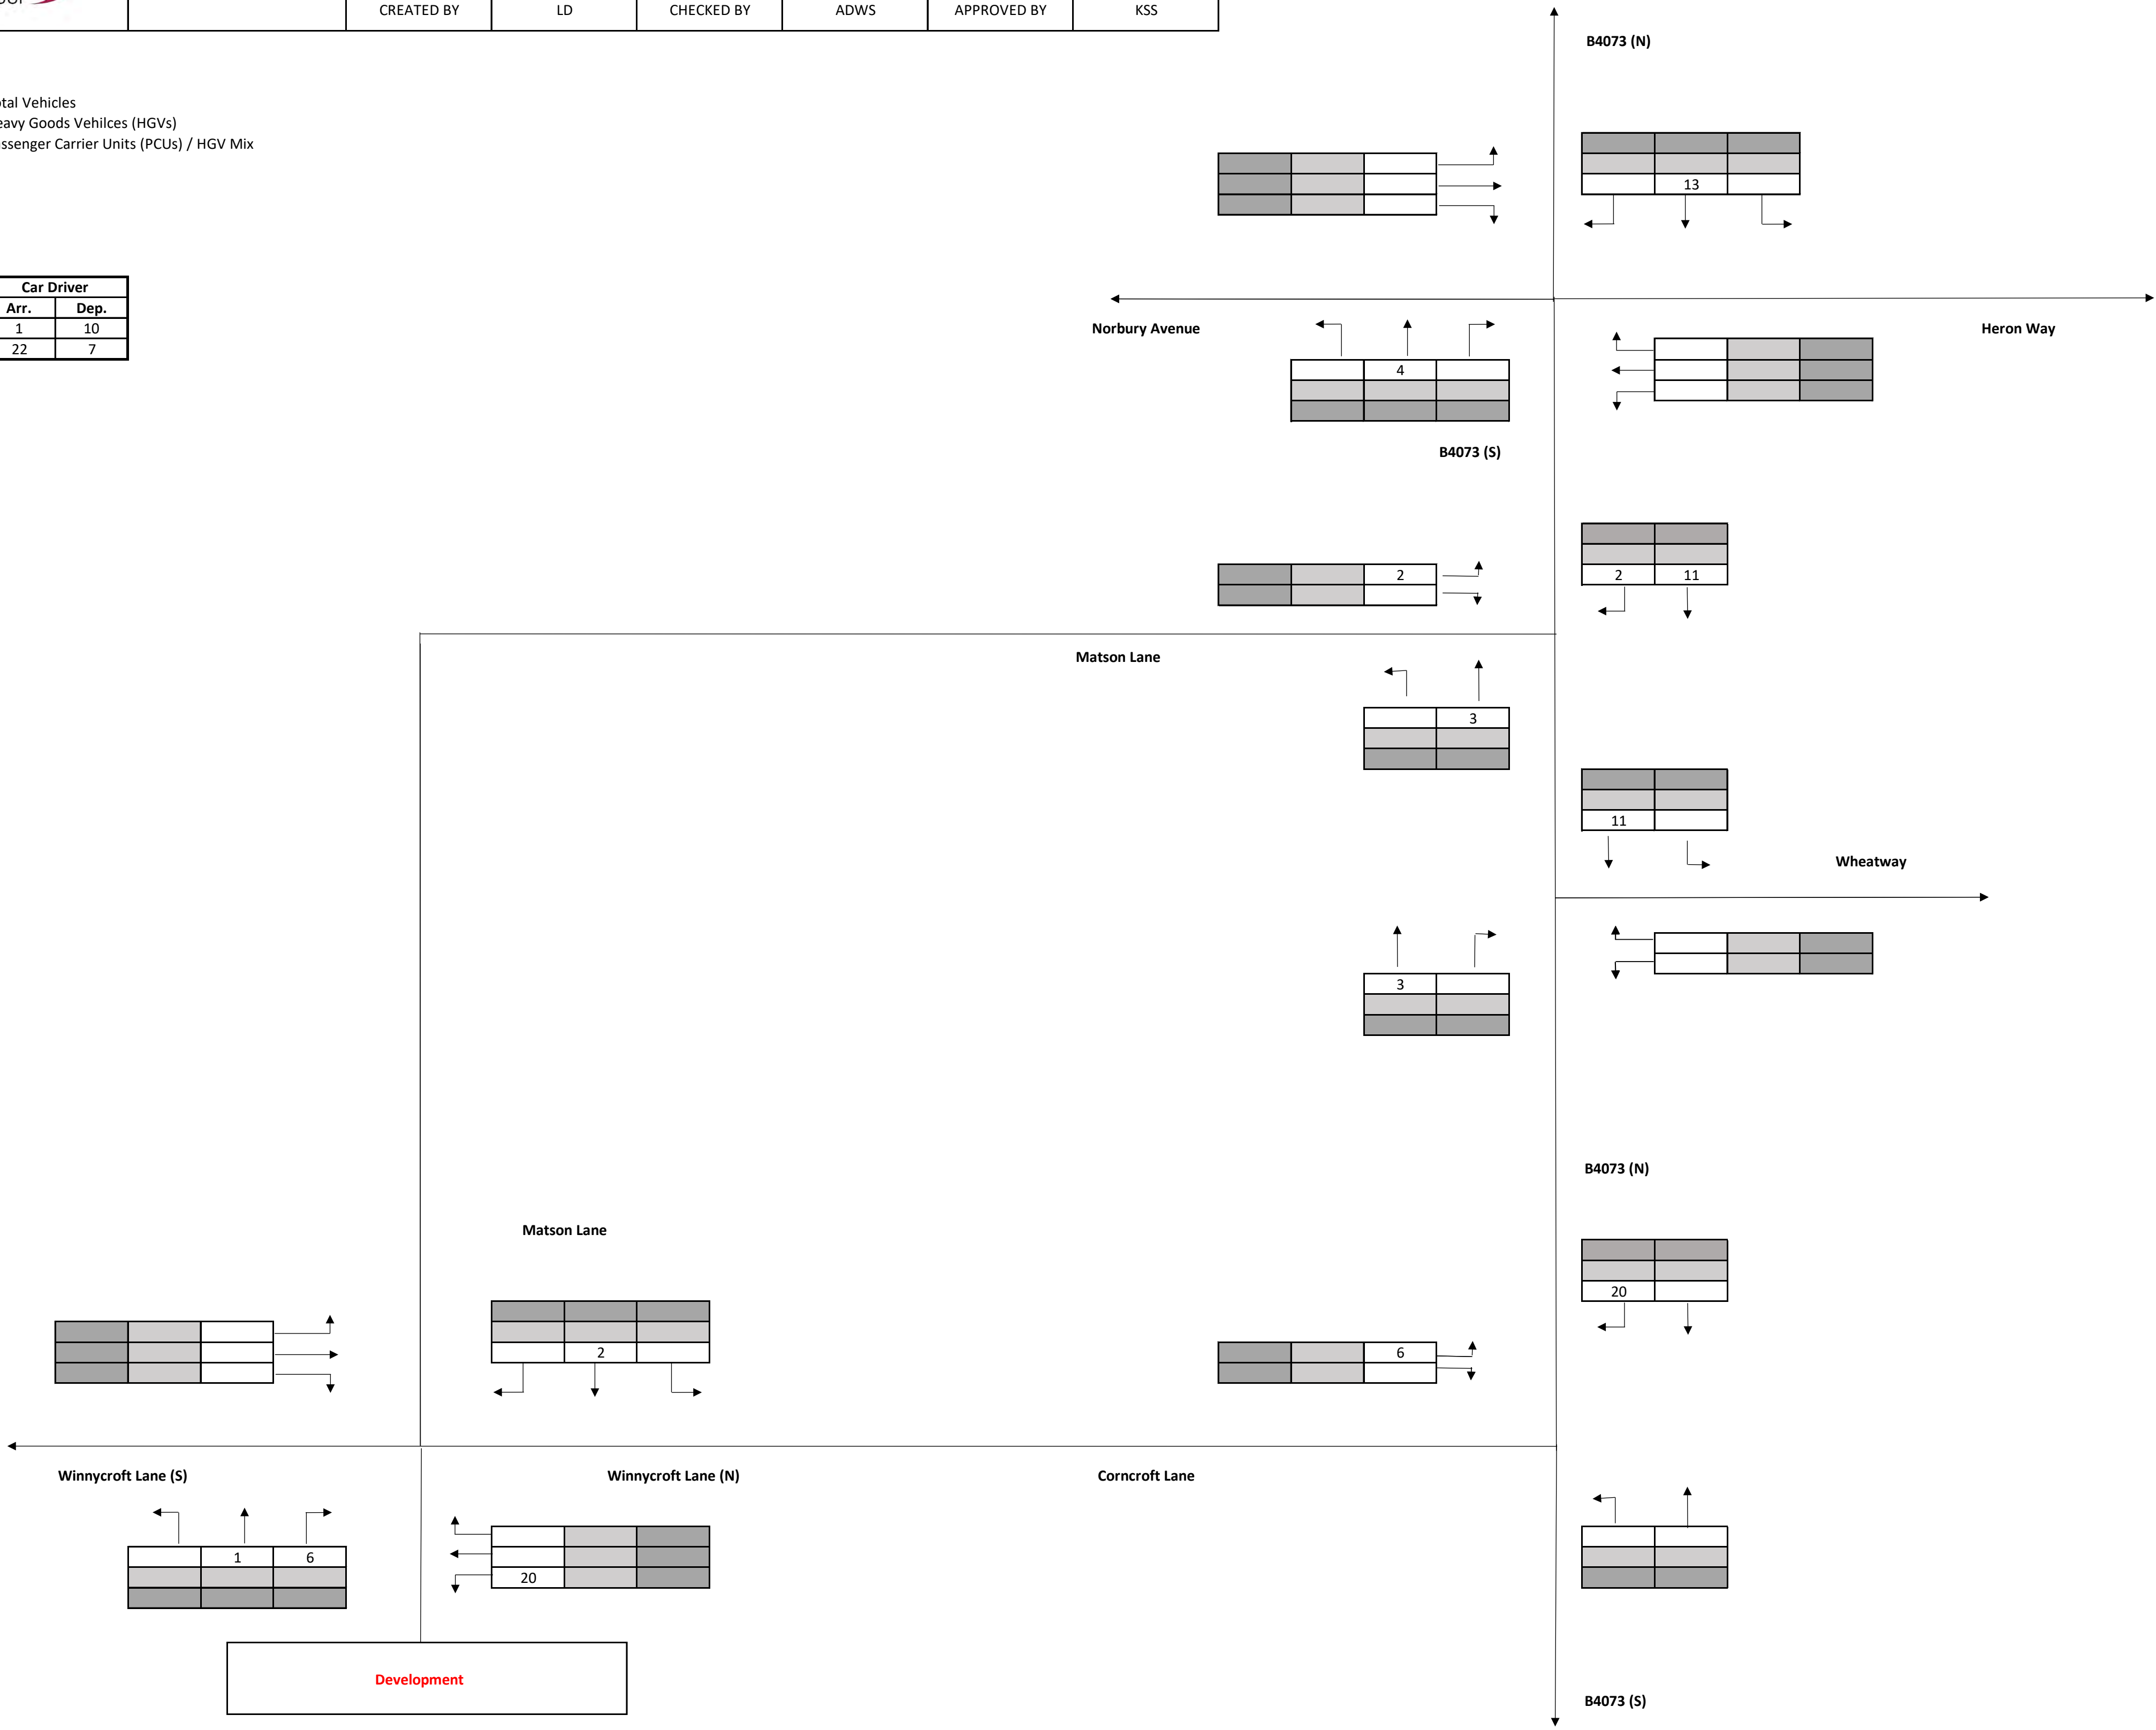 CREATED BY LD CHECKED BY ADWS APPROVED BY KSS
B4073 (N)
otal Vehicles
eavy Goods Vehilces (HGVs)
assenger Carrier Units (PCUs) / HGV Mix
13
Car Driver
Arr. Dep.
1 10
22 7
Norbury Avenue
Heron Way
4
B4073 (S)
2
2 11
Matson Lane
3
11
Wheatway
3
B4073 (N)
Matson Lane
20
2
6
Winnycroft Lane (S)
Winnycroft Lane (N)
Corncroft Lane
1 6
20
Development
B4073 (S)